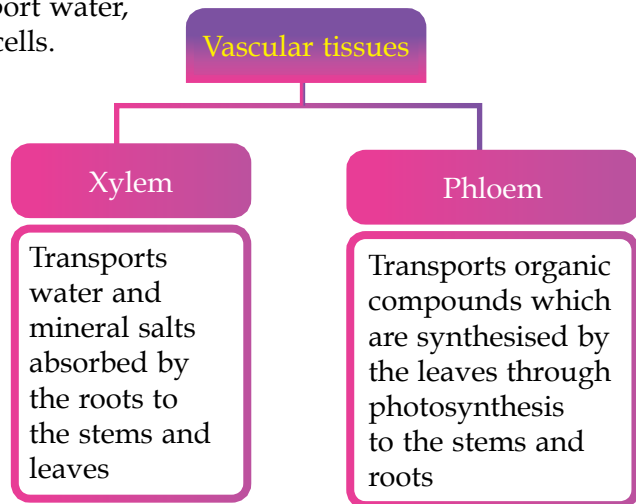 port water,
cells.
Vascular tissues
Xylem
Transports
water and
mineral salts
absorbed by
the roots to
the stems and
leaves
Phloem
Transports organic
compounds which
are synthesised by
the leaves through
photosynthesis
to the stems and
roots